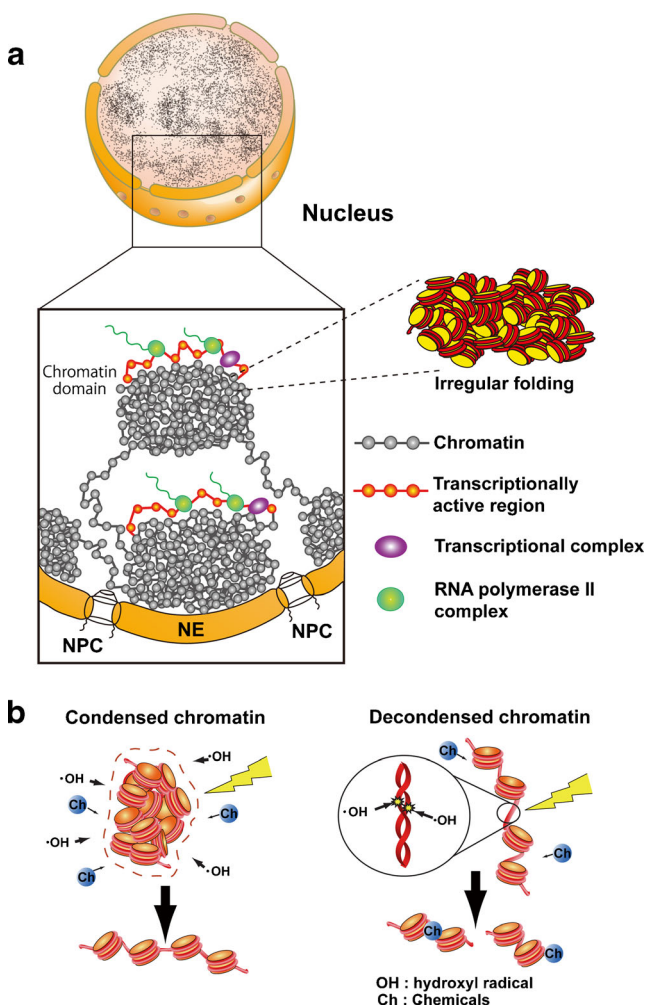 a
Nucleus
Chromatin
domain
Irregular folding
Chromatin
Transcriptionally
active region
Transcriptional complex
RNA polymerase II
complex
NPC
NE
NPC
b
Condensed chromatin
·OH
·OH
Ch
Ch
·OH
Ch
·OH
Decondensed chromatin
Ch
·OH
·OH
Ch
Ch
Ch
OH : hydroxyl radical
Ch : Ghemicals